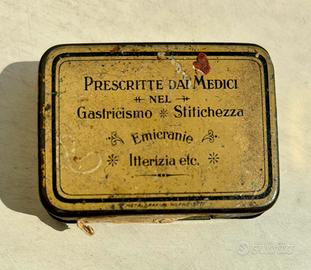 PRESCRITTE DAI MEDICI
NEL
Gastricismo * Stitichezza
Emicranie
Itterizia etc.